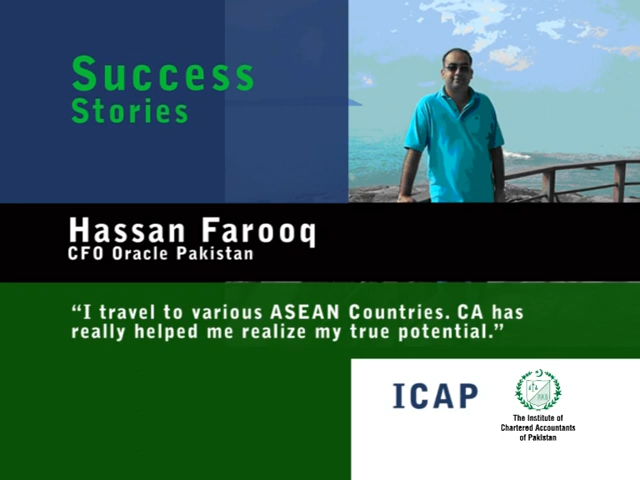 Success
Stories
Hassan Farooq
CFO Oracle Pakistan
“I travel to various ASEAN Countries. CA has
really helped me realize my true potential.”
ICAP
The Institute of
Chartered Accountants
of Pakistan